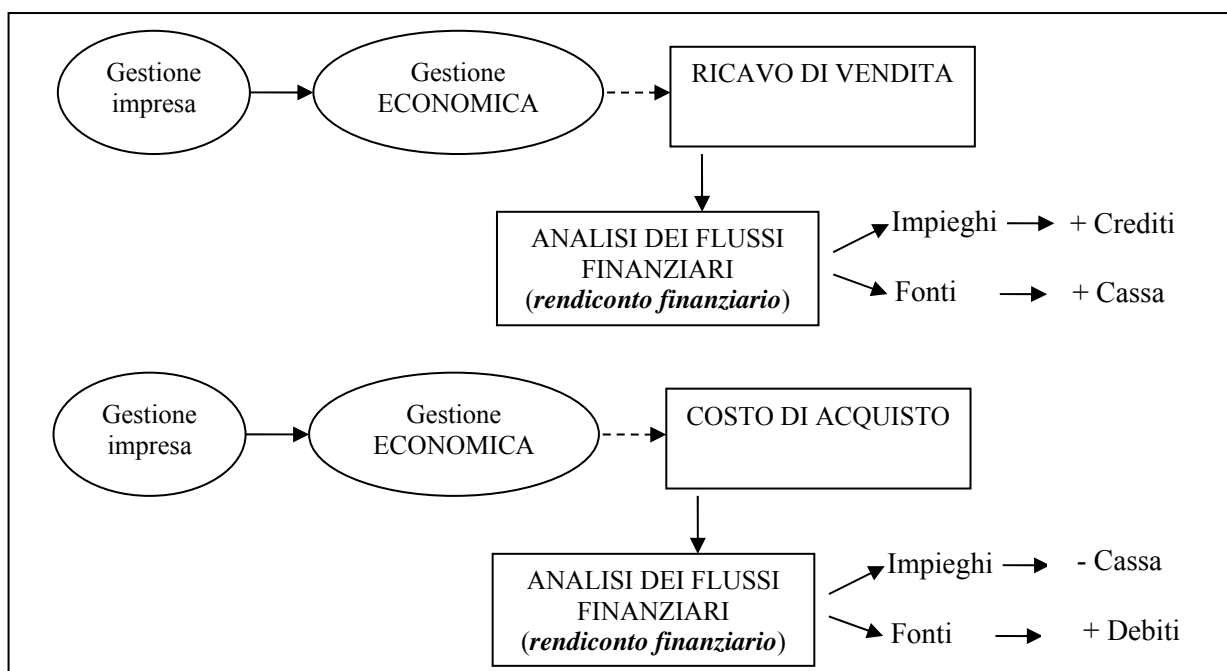 Gestione
impresa
Gestione
ECONOMICA
RICAVO DI VENDITA
ANALISI DEI FLUSSI
FINANZIARI
(rendiconto finanziario)
Impieghi
+ Crediti
Fonti
+ Cassa
Gestione
impresa
Gestione
ECONOMICA
COSTO DI ACQUISTO
ANALISI DEI FLUSSI
FINANZIARI
(rendiconto finanziario)
Impieghi
- Cassa
Fonti
+ Debiti